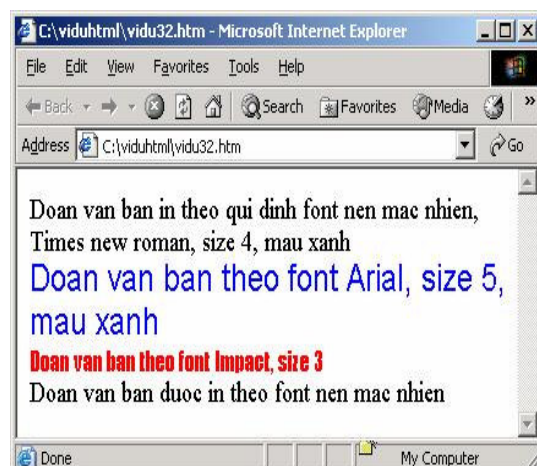 C:\viduhtml\vidu32.htm - Microsoft Internet Explorer
File Edit View Favorites Tools Help
Back Search Favorites Media »
Address C:\viduhtml\vidu32.htm Go
Doan van ban in theo qui dinh font nen mac nhien,
Times new roman, size 4, mau xanh
Doan van ban theo font Arial, size 5,
mau xanh
Doan van ban theo font Impact, size 3
Doan van ban duoc in theo font nen mac nhien
Done My Computer